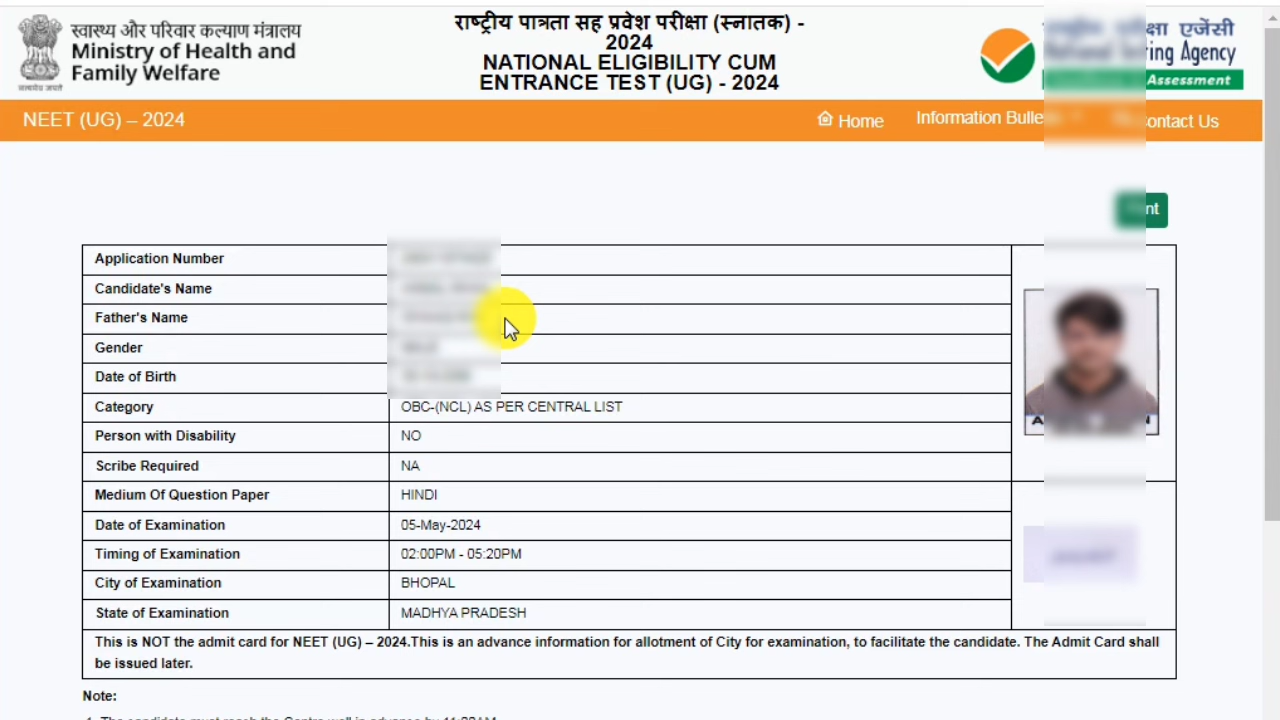 स्वास्थ्य और परिवार कल्याण मंत्रालय
Ministry of Health and
Family Welfare
राष्ट्रीय पात्रता सह प्रवेश परीक्षा (स्नातक) -
2024
NATIONAL ELIGIBILITY CUM
ENTRANCE TEST (UG) - 2024
एजेंसी
Agency
Assessment
NEET (UG) – 2024
Home
Information
Us
Application Number
Candidate's Name
Father's Name
Gender
Date of Birth
Category OBC-(NCL) AS PER CENTRAL LIST
Person with Disability NO
Scribe Required NA
Medium Of Question Paper HINDI
Date of Examination 05-May-2024
Timing of Examination 02:00PM - 05:20PM
City of Examination BHOPAL
State of Examination MADHYA PRADESH
This is NOT the admit card for NEET (UG) – 2024.This is an advance information for allotment of City for examination, to facilitate the candidate. The Admit Card shall
be issued later.
Note: